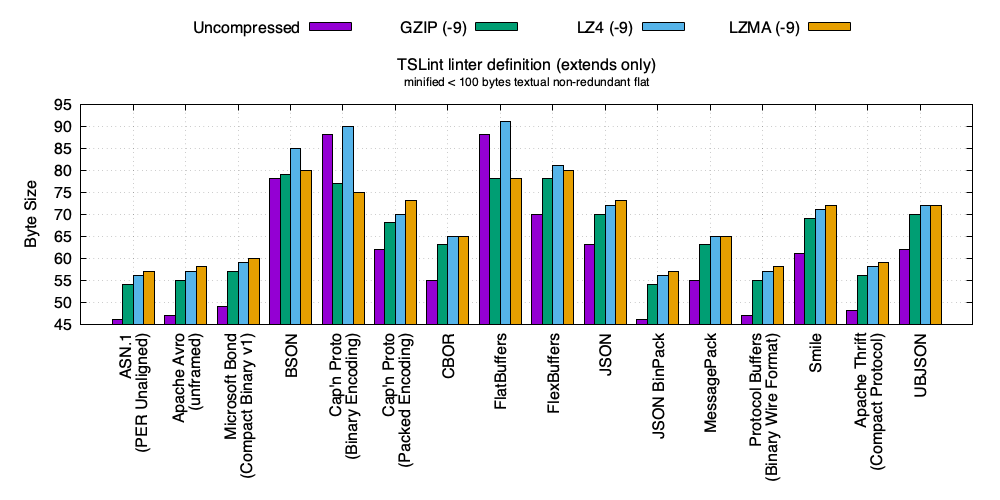 Uncompressed GZIP (-9) LZ4 (-9) LZMA (-9)
TSLint linter definition (extends only)
minified < 100 bytes textual non-redundant flat
95
90
85
80
75
70
65
60
55
50
45
Byte Size
ASN.1
(PER Unaligned)
Apache Avro
(unframed)
Microsoft Bond
(Compact Binary v1)
BSON
Cap'n Proto
(Binary Encoding)
Cap'n Proto
(Packed Encoding)
CBOR
FlatBuffers
FlexBuffers
JSON
JSON BinPack
MessagePack
Protocol Buffers
(Binary Wire Format)
Smile
Apache Thrift
(Compact Protocol)
UBJSON